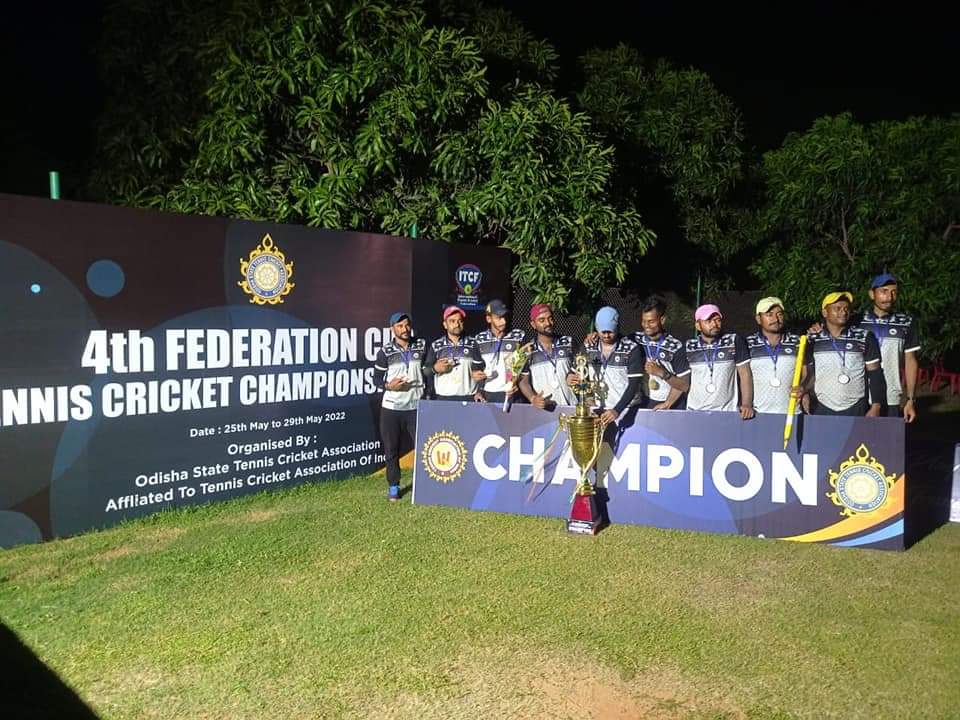 4th FEDERATION CU
NNIS CRICKET CHAMPIONS
Date : 25th May to 29th May 2022
Organised By :
Odisha State Tennis Cricket Association
Affliated To Tennis Cricket Association Of In
ITCF
CHAMPION